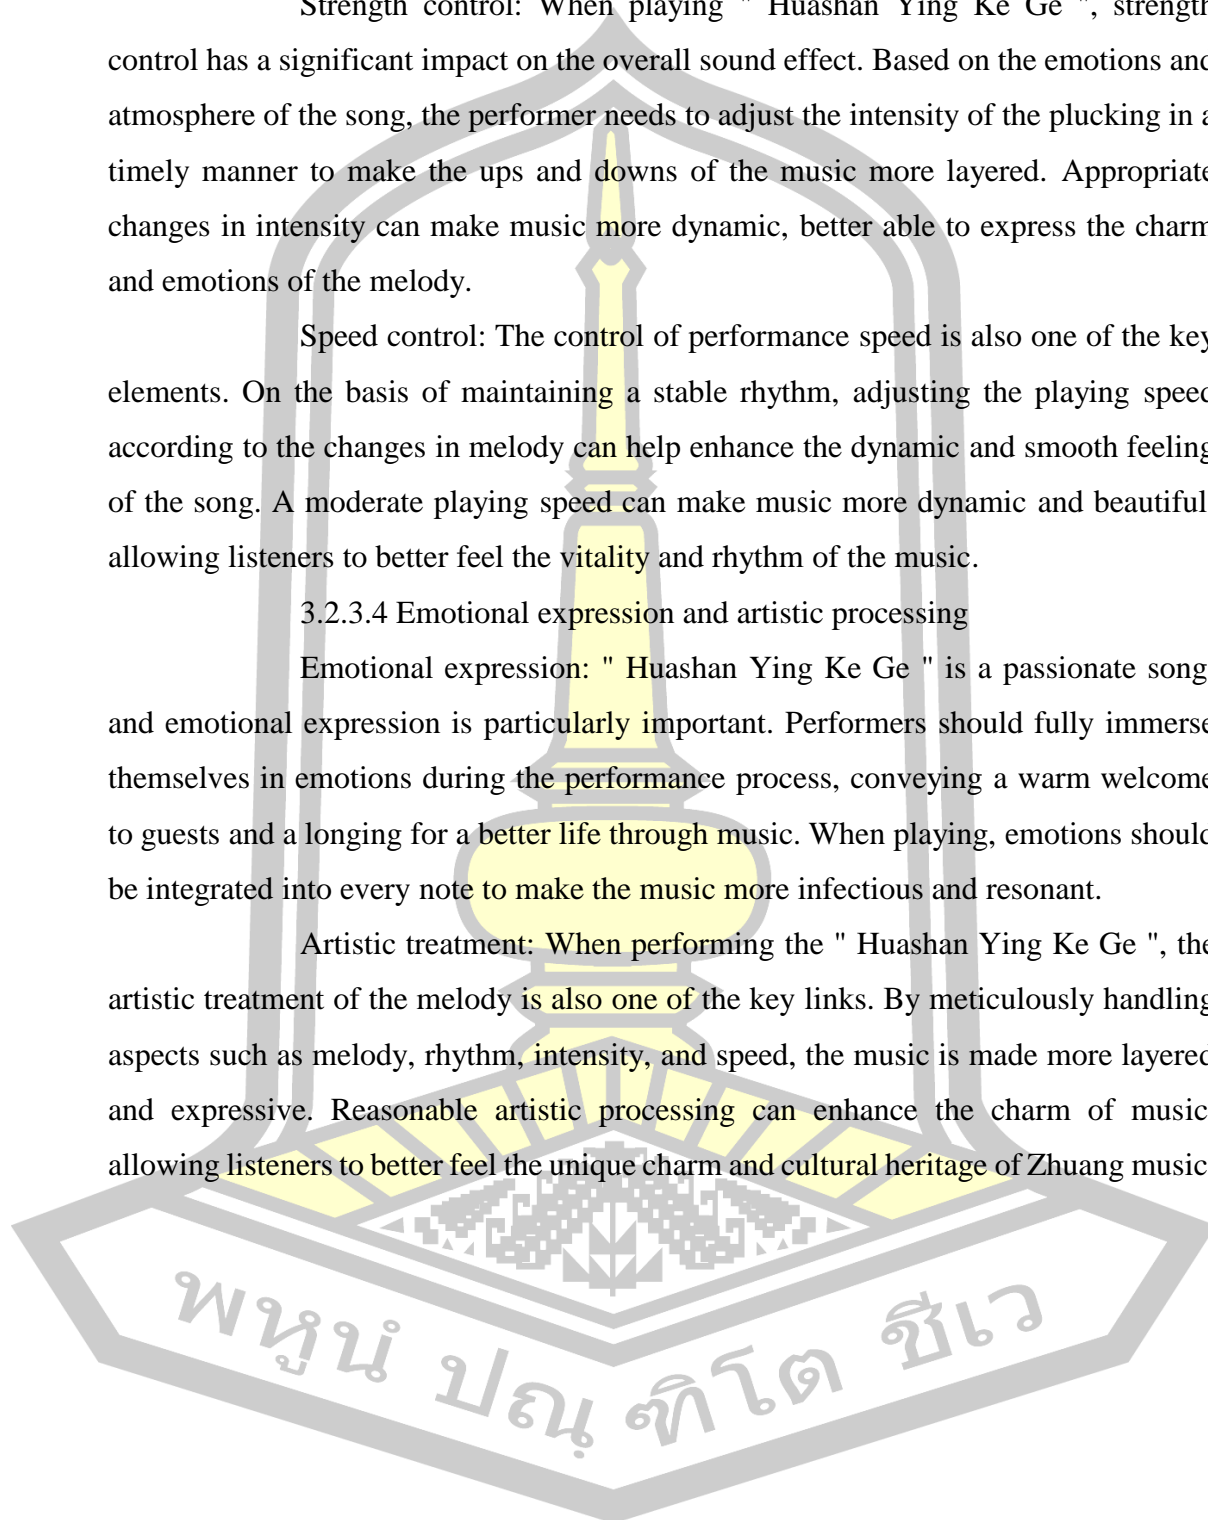 Strength control: When playing " Huashan Ying Ke Ge ", strength
control has a significant impact on the overall sound effect. Based on the emotions and
atmosphere of the song, the performer needs to adjust the intensity of the plucking in a
timely manner to make the ups and downs of the music more layered. Appropriate
changes in intensity can make music more dynamic, better able to express the charm
and emotions of the melody.
Speed control: The control of performance speed is also one of the key
elements. On the basis of maintaining a stable rhythm, adjusting the playing speed
according to the changes in melody can help enhance the dynamic and smooth feeling
of the song. A moderate playing speed can make music more dynamic and beautiful
allowing listeners to better feel the vitality and rhythm of the music.
3.2.3.4 Emotional expression and artistic processing
Emotional expression: " Huashan Ying Ke Ge " is a passionate song
and emotional expression is particularly important. Performers should fully immerse
themselves in emotions during the performance process, conveying a warm welcome
to guests and a longing for a better life through music. When playing, emotions should
be integrated into every note to make the music more infectious and resonant.
Artistic treatment: When performing the " Huashan Ying Ke Ge ", the
artistic treatment of the melody is also one of the key links. By meticulously handling
aspects such as melody, rhythm, intensity, and speed, the music is made more layered
and expressive. Reasonable artistic processing can enhance the charm of music
allowing listeners to better feel the unique charm and cultural heritage of Zhuang music
พหูนํ ปณฺฑิโต ชีเว